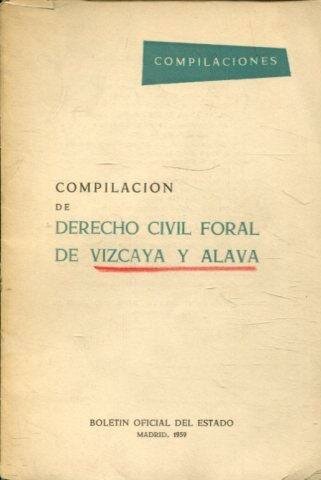 COMPILACIONES
COMPILACION
DE
DERECHO CIVIL FORAL
DE VIZCAYA Y ALAVA
BOLETIN OFICIAL DEL ESTADO
MADRID, 1959